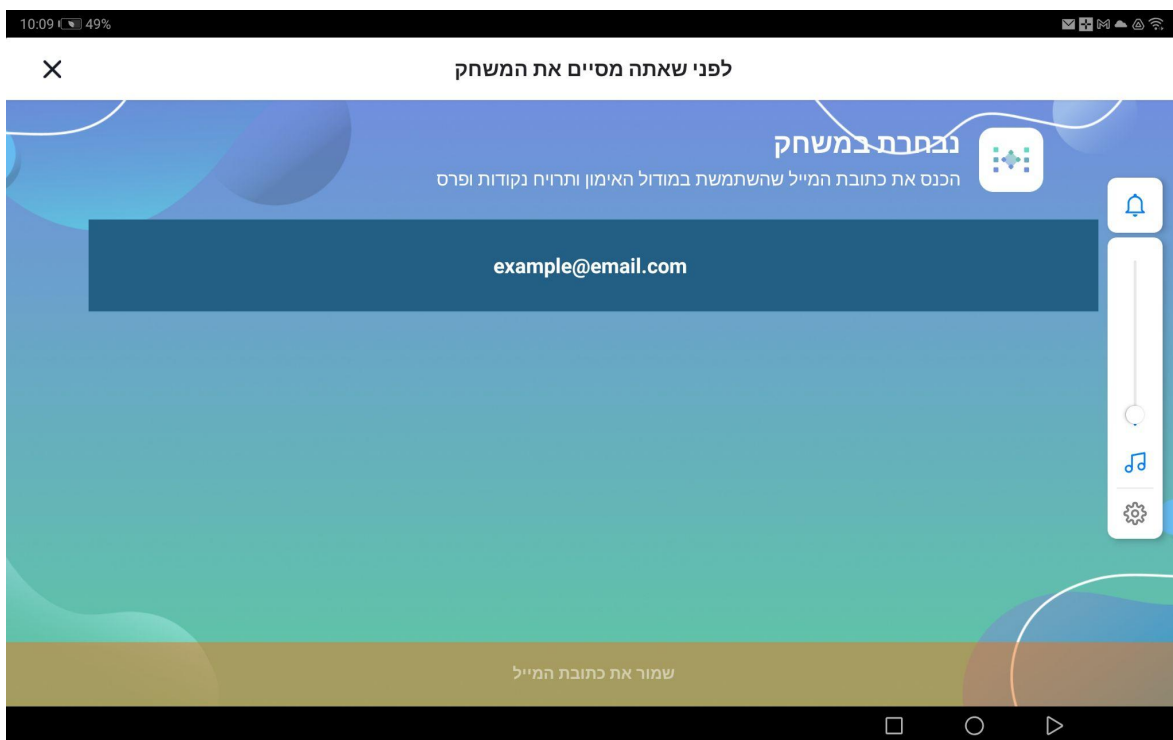 10:09 49%
לפני שאתה מסיים את המשחק
נבחרת במשחק
הכנס את כתובת המייל שהשתמשת במודול האימון ותרויח נקודות ופרס
example@email.com
שמור את כתובת המייל